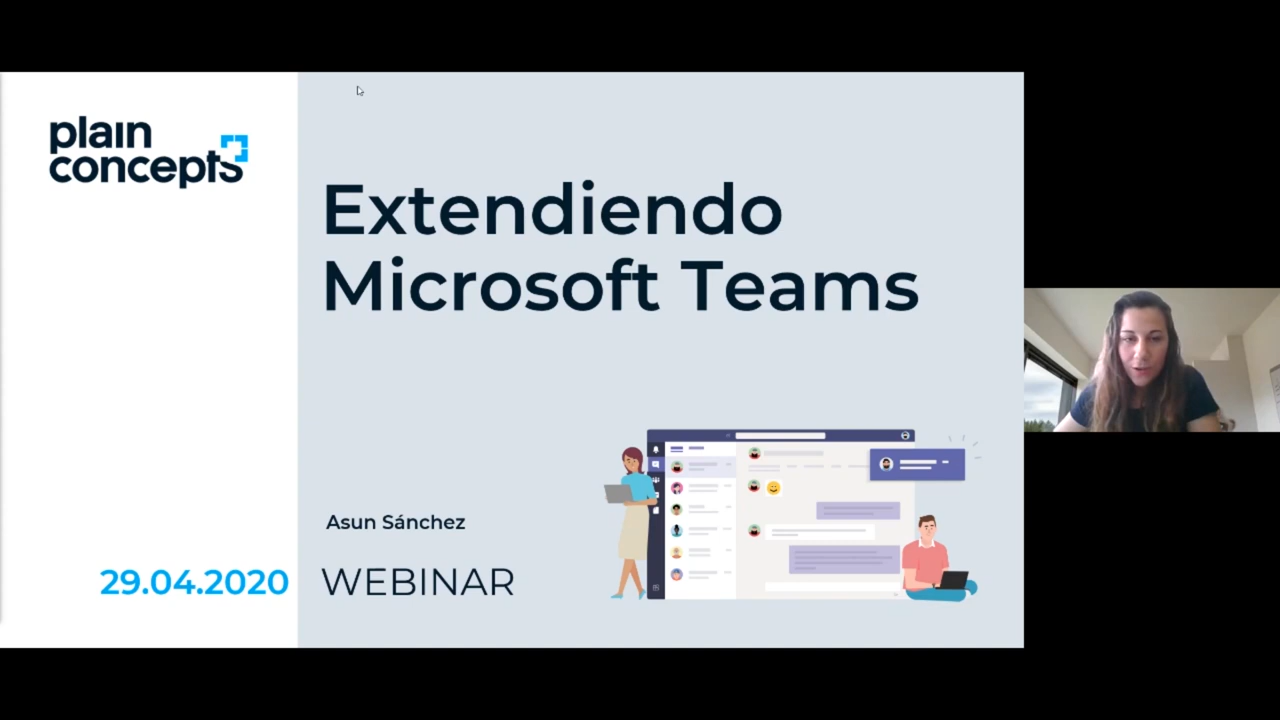 plain
concepts
Extendiendo
Microsoft Teams
Asun Sánchez
29.04.2020
WEBINAR